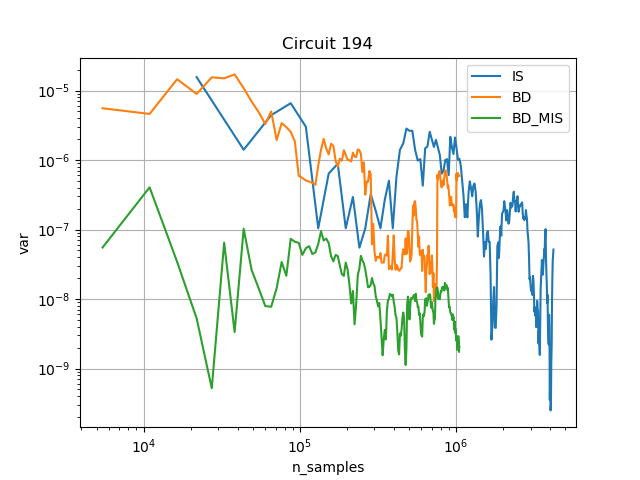 Circuit 194
IS
BD
BD_MIS
var
10⁻⁵
10⁻⁶
10⁻⁷
10⁻⁸
10⁻⁹
10⁴
10⁵
10⁶
n_samples